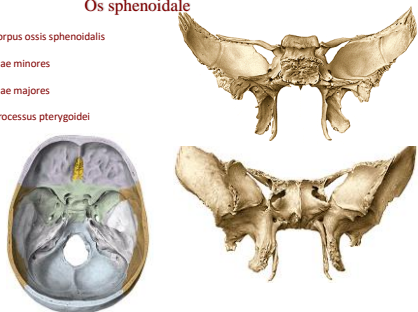 Os sphenoidale
orpus ossis sphenoidalis
ae minores
ae majores
rocessus pterygoidei